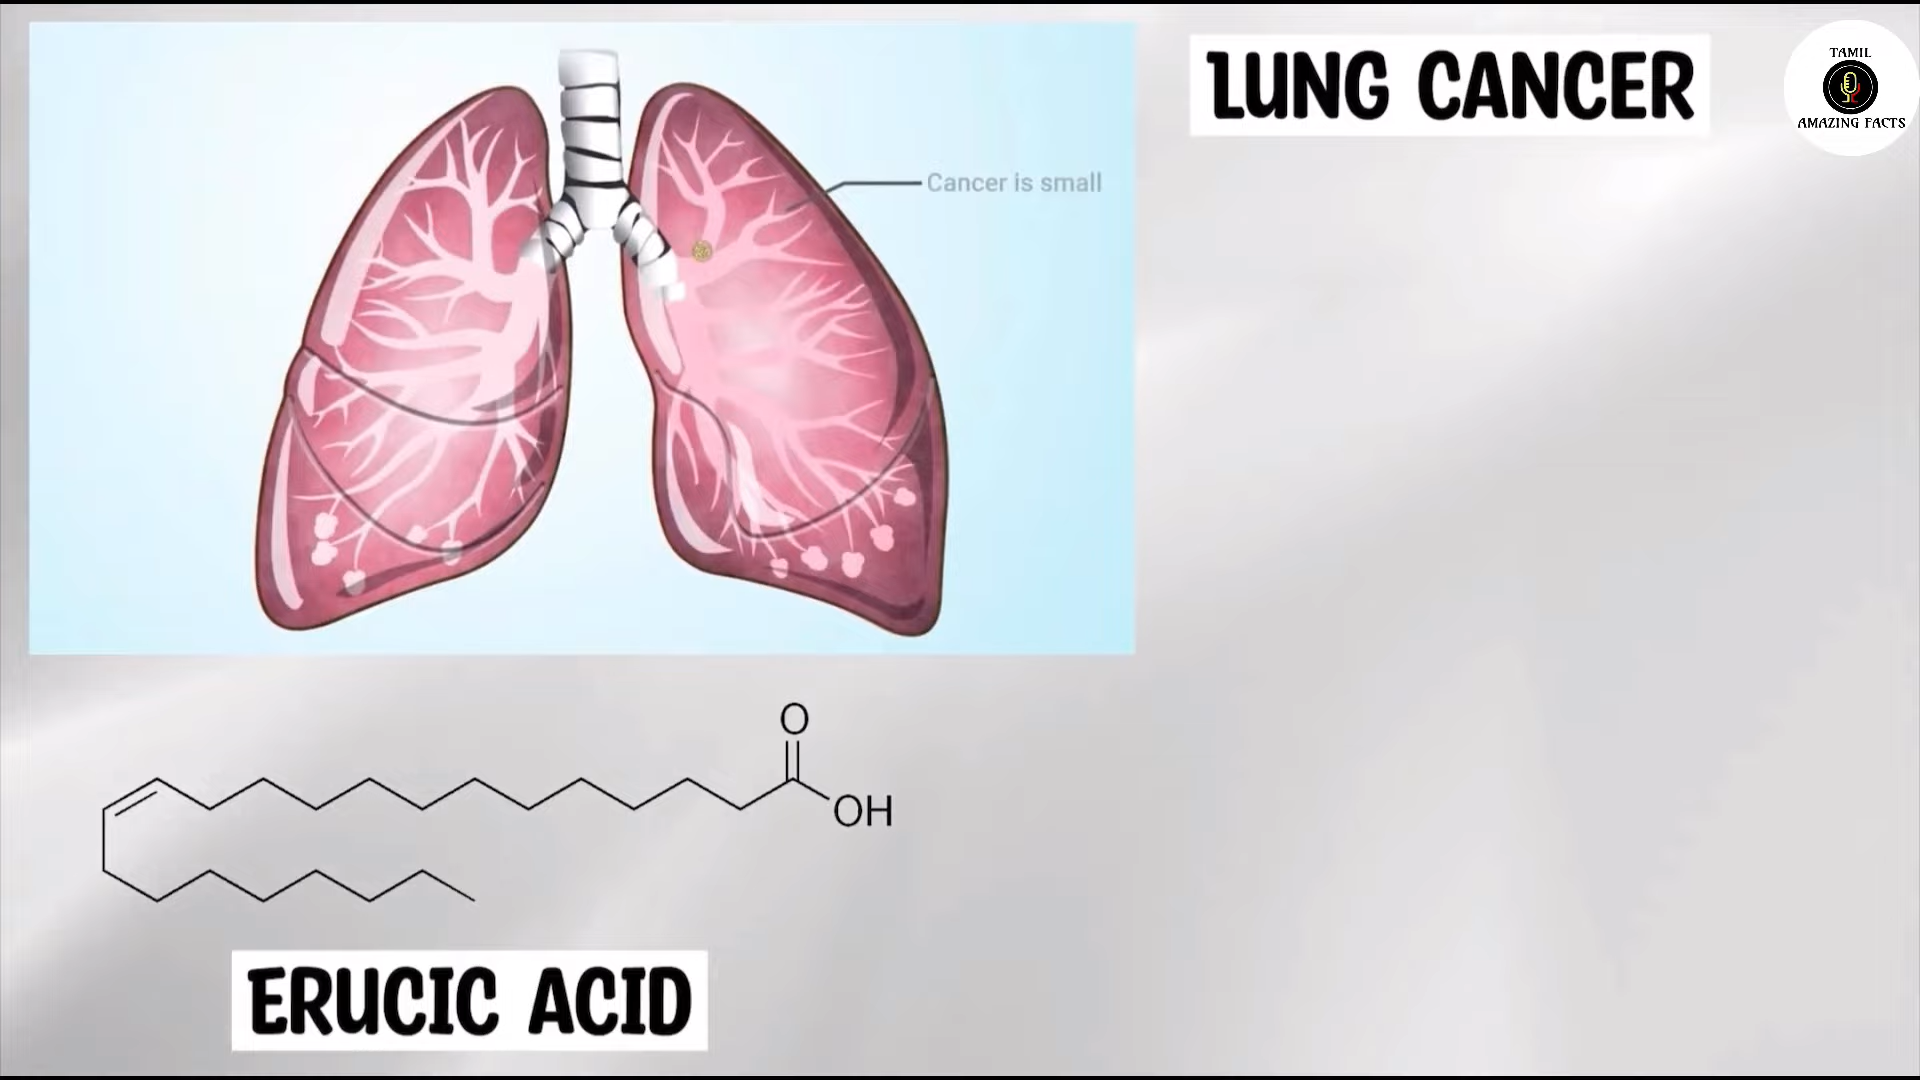 LUNG CANCER
TAMIL
AMAZING FACTS
Cancer is small
O
OH
ERUCIC ACID